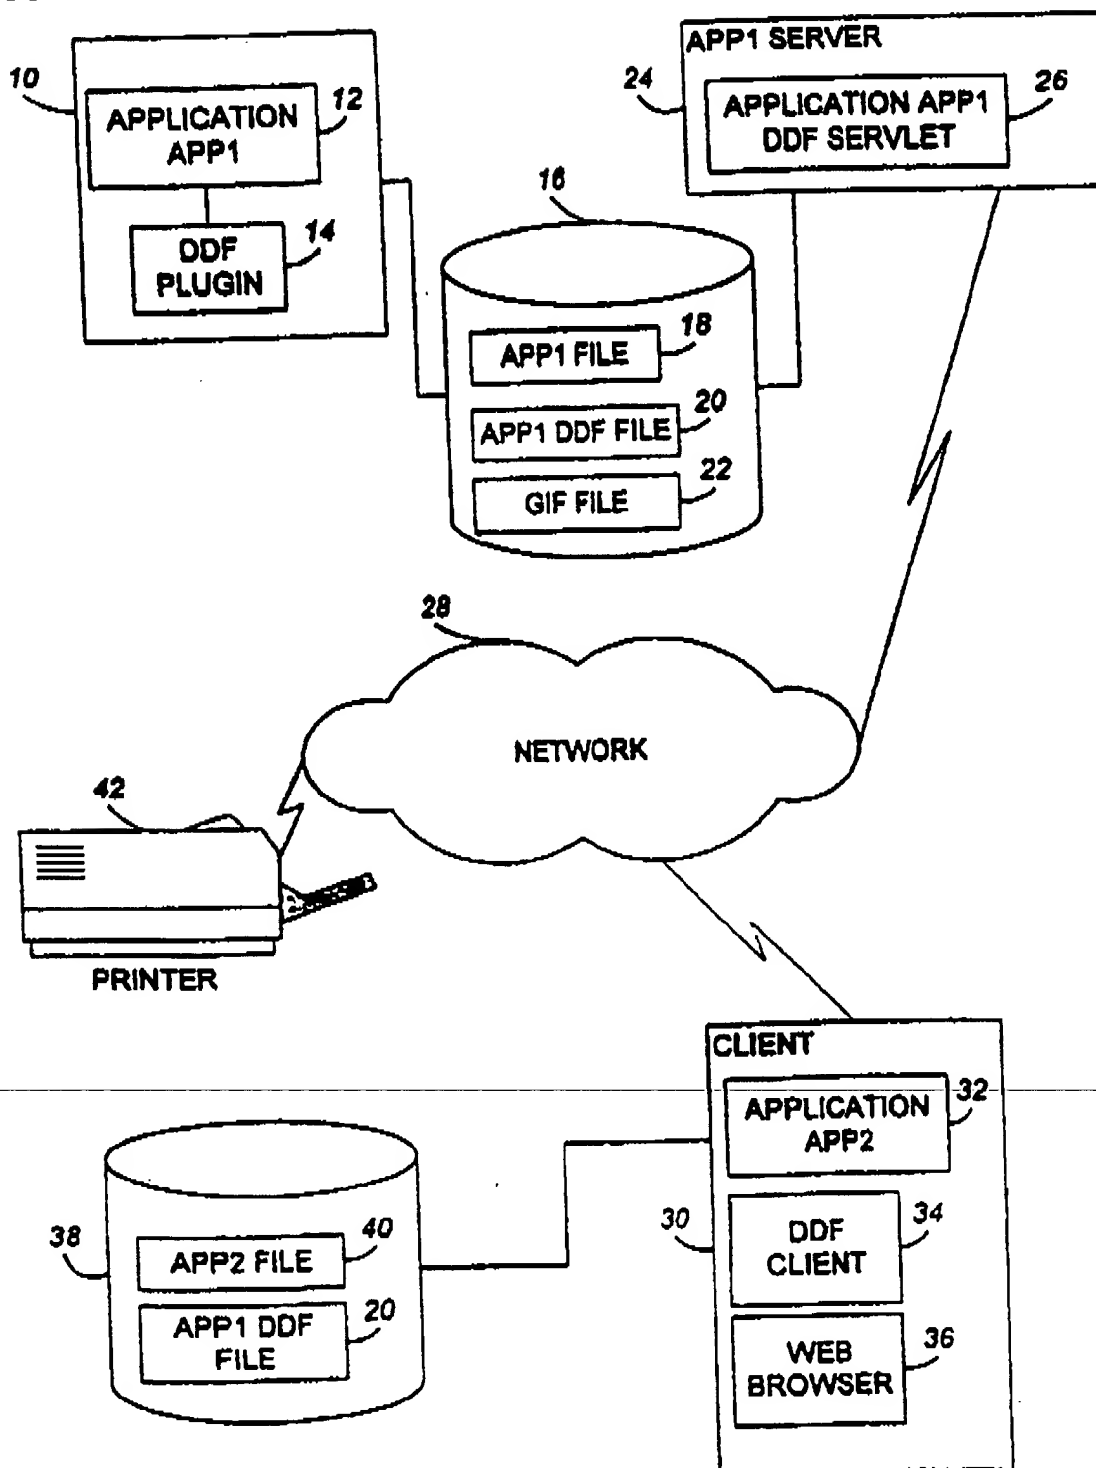 10
APPLICATION
APP1
12
DDF
PLUGIN
14
APP1 SERVER
24
APPLICATION APP1
DDF SERVLET
26
16
APP1 FILE
18
APP1 DDF FILE
20
GIF FILE
22
28
NETWORK
42
PRINTER
CLIENT
APPLICATION
APP2
32
30
DDF
CLIENT
34
WEB
BROWSER
36
38
APP2 FILE
40
APP1 DDF
FILE
20